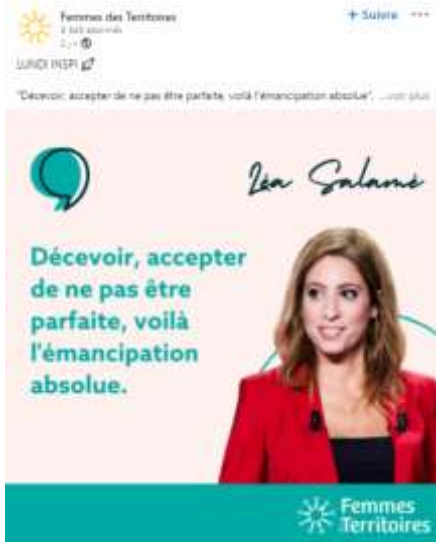 Femmes des Territoires
+ Suivre
LUNDI INSPI
"Décevoir, accepter de ne pas être parfaite, voilà l'émancipation absolue". ...voir plus
Léa Salamé
Décevoir, accepter
de ne pas être
parfaite, voilà
l'émancipation
absolue.
Femmes
Territoires